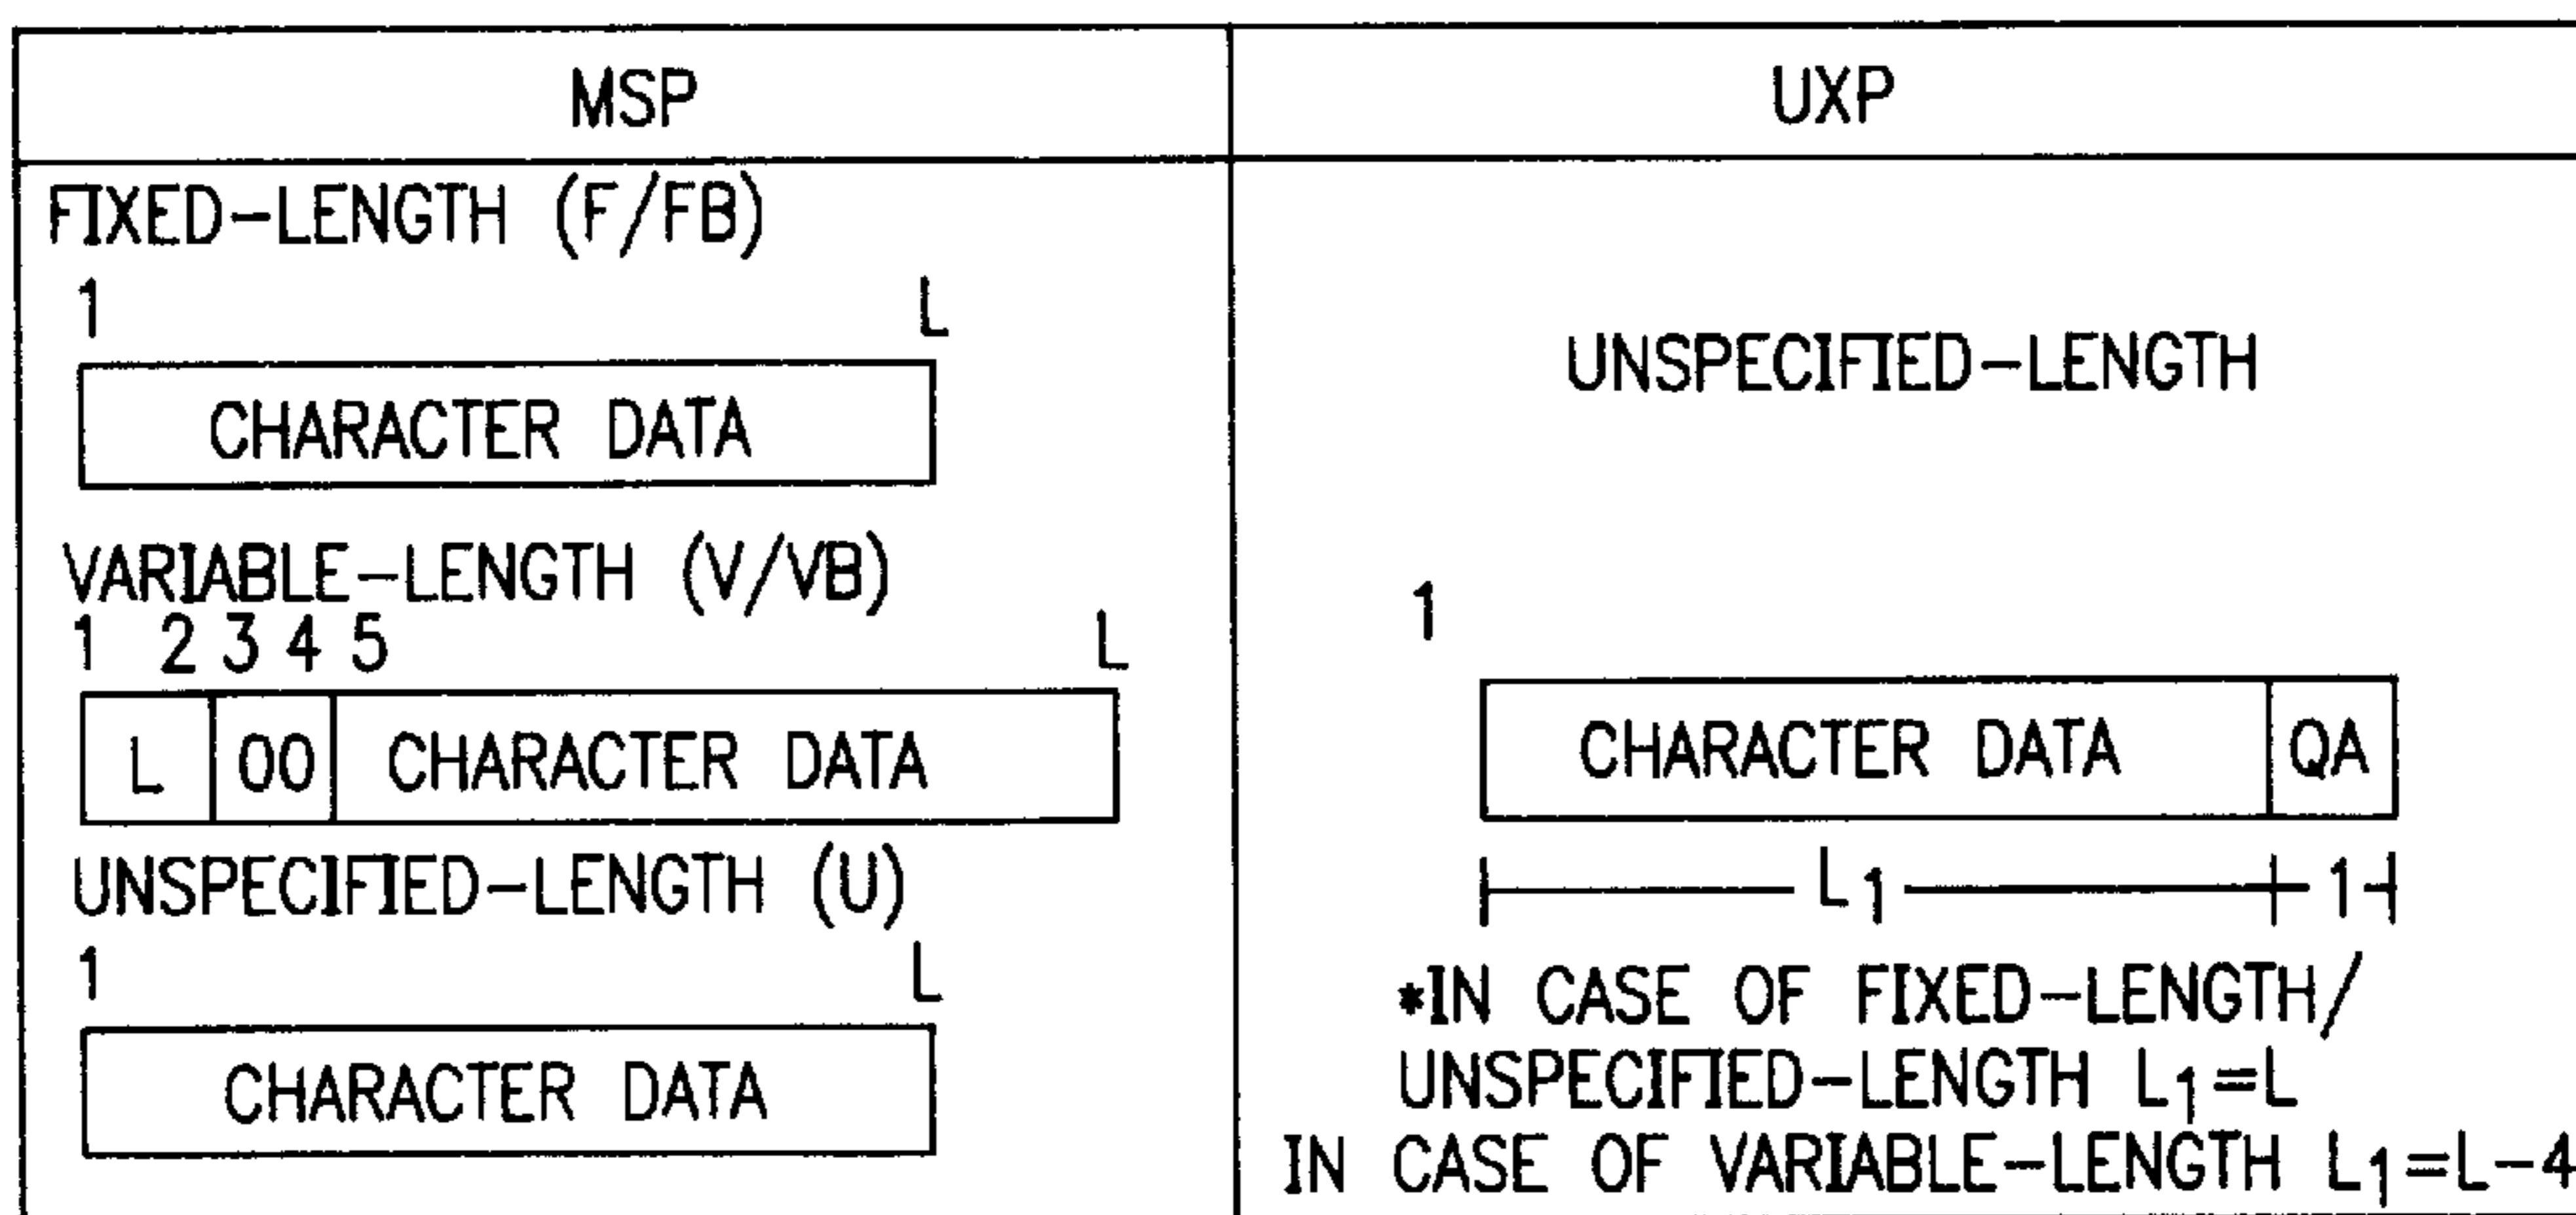 MSP
UXP
FIXED-LENGTH (F/FB)
1 L
CHARACTER DATA
VARIABLE-LENGTH (V/VB)
1 2 3 4 5 L
L 00 CHARACTER DATA
UNSPECIFIED-LENGTH (U)
1 L
CHARACTER DATA
UNSPECIFIED-LENGTH
1
CHARACTER DATA QA
L1 1
*IN CASE OF FIXED-LENGTH/
UNSPECIFIED-LENGTH L1=L
IN CASE OF VARIABLE-LENGTH L1=L-4